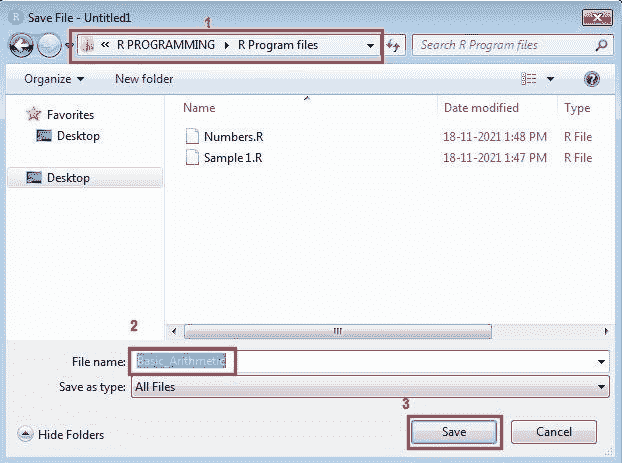 Save File - Untitled1
1
« R PROGRAMMING R Program files Search R Program files
Organize New folder
Favorites
Desktop
Desktop
Name Date modified Type
Numbers.R 18-11-2021 1:48 PM R File
Sample 1.R 18-11-2021 1:47 PM R File
2
File name: Basic_Arithmetic
Save as type: All Files
3
Hide Folders Save Cancel